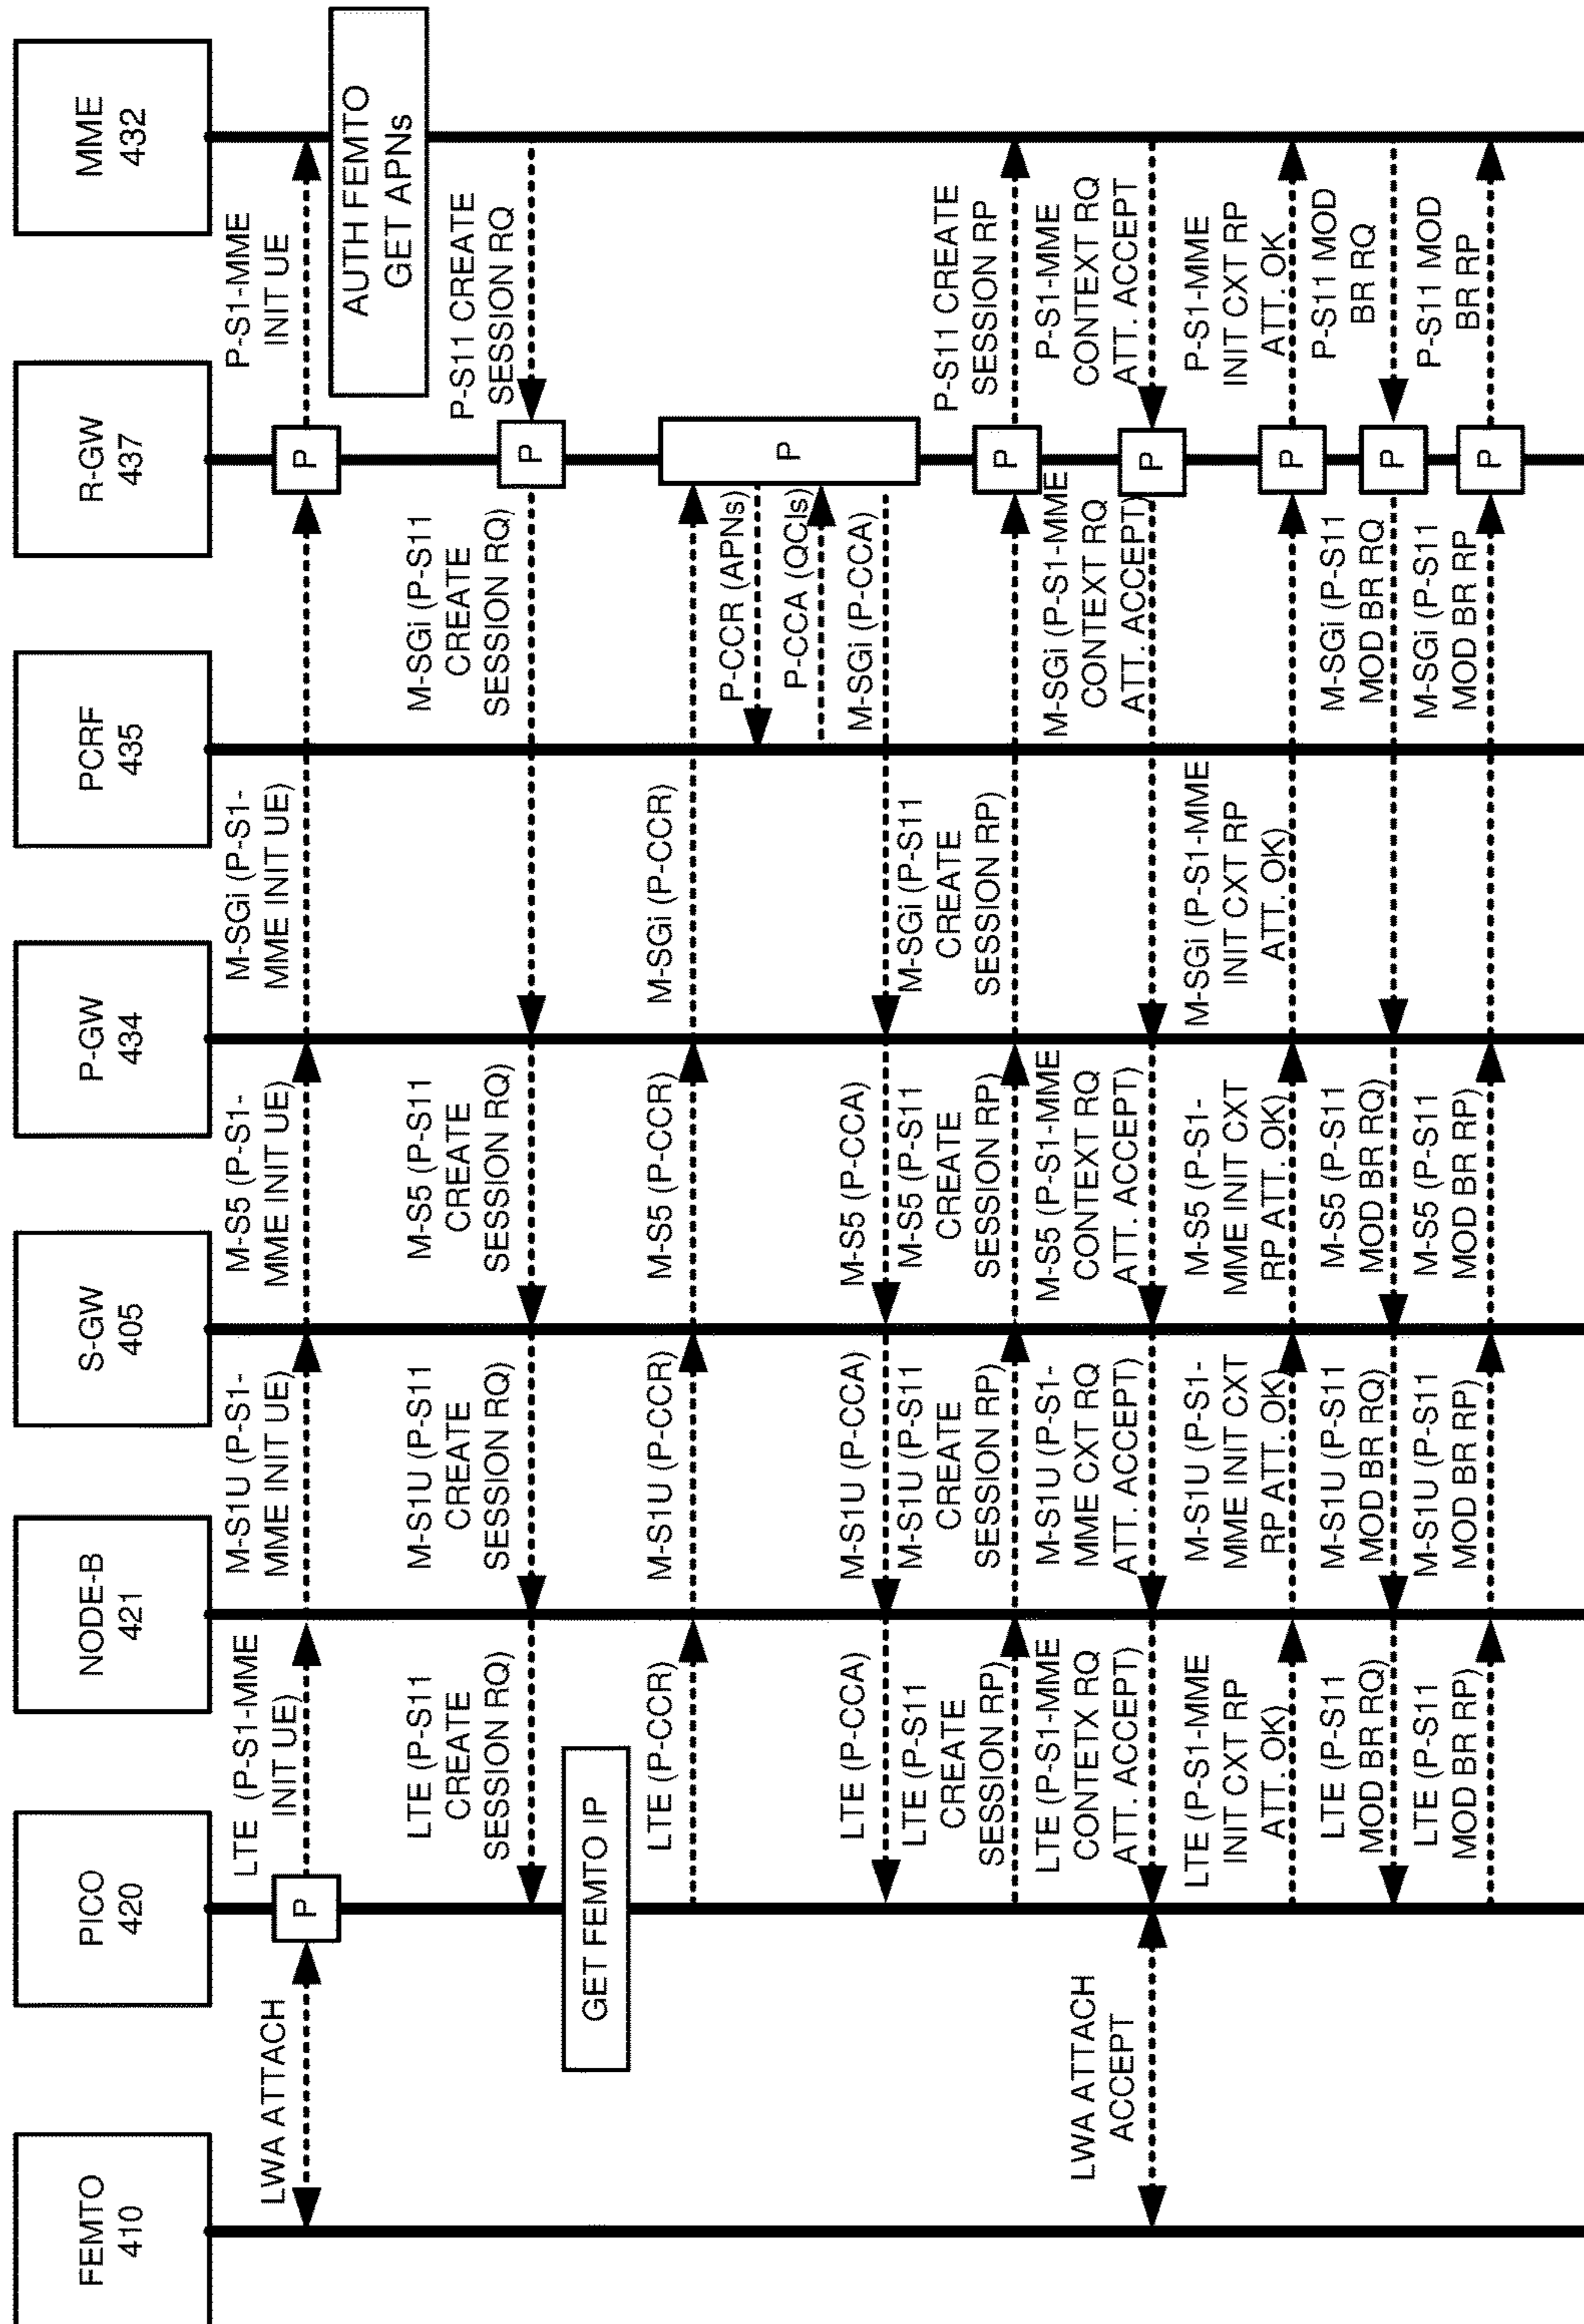 FEMTO
410
PICO
420
NODE-B
421
S-GW
405
P-GW
434
PCRF
435
R-GW
437
MME
432
LWA ATTACH
P
LTE (P-S1-MME
INIT UE)
M-S1U (P-S1-
MME INIT UE)
M-S5 (P-S1-
MME INIT UE)
M-SGi (P-S1-
MME INIT UE)
P
P-S1-MME
INIT UE
AUTH FEMTO
GET APNs
LTE (P-S11
CREATE
SESSION RQ)
M-S1U (P-S11
CREATE
SESSION RQ)
M-S5 (P-S11
CREATE
SESSION RQ)
M-SGi (P-S11
CREATE
SESSION RQ)
P
P-S11 CREATE
SESSION RQ
GET FEMTO IP
LTE (P-CCR)
M-S1U (P-CCR)
M-S5 (P-CCR)
M-SGi (P-CCR)
P-CCR (APNs)
P
P-CCA (QCIs)
LTE (P-CCA)
M-S1U (P-CCA)
M-S5 (P-CCA)
M-SGi (P-CCA)
LTE (P-S11
CREATE
SESSION RP)
M-S1U (P-S11
CREATE
SESSION RP)
M-S5 (P-S11
CREATE
SESSION RP)
M-SGi (P-S11
CREATE
SESSION RP)
P
P-S11 CREATE
SESSION RP
LWA ATTACH
ACCEPT
LTE (P-S1-MME
CONTETX RQ
ATT. ACCEPT)
M-S1U (P-S1-
MME CXT RQ
ATT. ACCEPT)
M-S5 (P-S1-MME
CONTEXT RQ
ATT. ACCEPT)
M-SGi (P-S1-MME
CONTEXT RQ
ATT. ACCEPT)
P
P-S1-MME
CONTEXT RQ
ATT. ACCEPT
LTE (P-S1-MME
INIT CXT RP
ATT. OK)
M-S1U (P-S1-
MME INIT CXT
RP ATT. OK)
M-S5 (P-S1-
MME INIT CXT
RP ATT. OK)
M-SGi (P-S1-MME
INIT CXT RP
ATT. OK)
P
P-S1-MME
INIT CXT RP
ATT. OK
LTE (P-S11
MOD BR RQ)
M-S1U (P-S11
MOD BR RQ)
M-S5 (P-S11
MOD BR RQ)
M-SGi (P-S11
MOD BR RQ
P
P-S11 MOD
BR RQ
LTE (P-S11
MOD BR RP)
M-S1U (P-S11
MOD BR RP)
M-S5 (P-S11
MOD BR RP)
M-SGi (P-S11
MOD BR RP
P
P-S11 MOD
BR RP